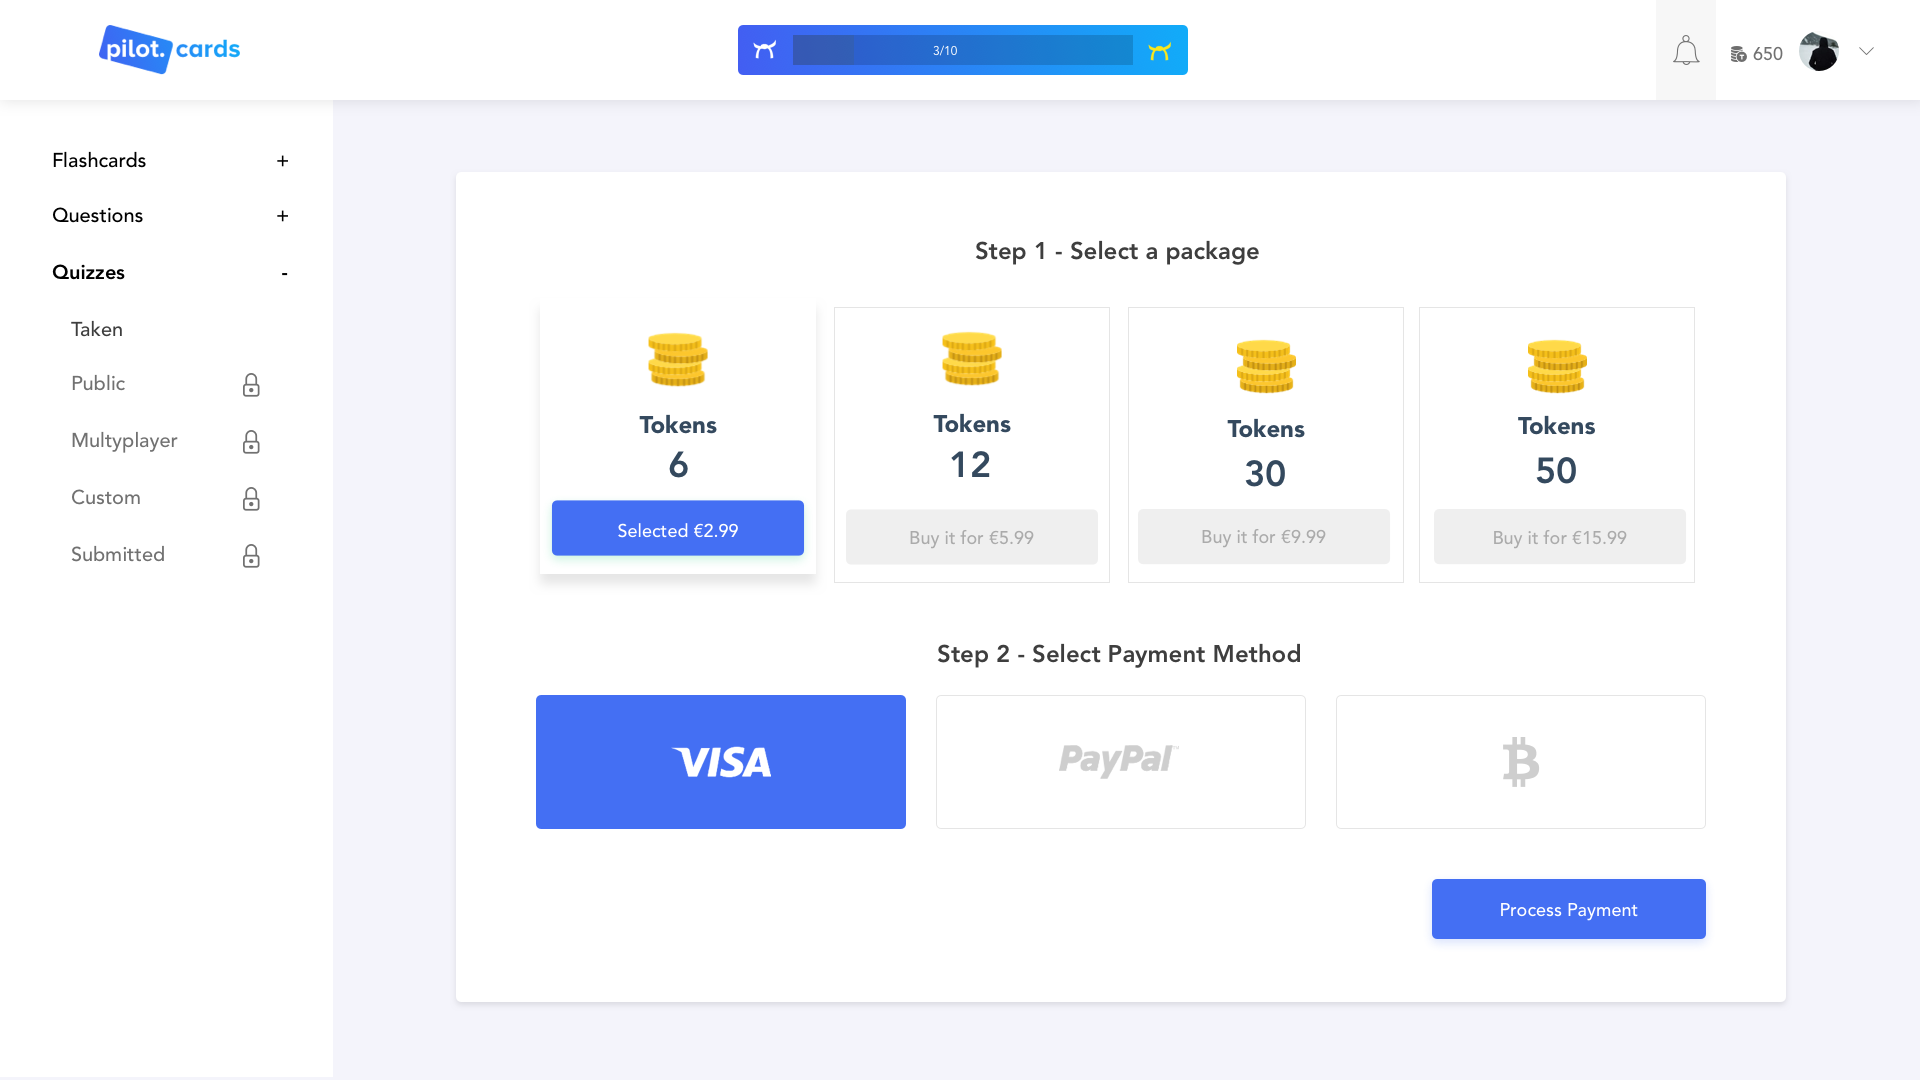 pilot. cards
3/10
650
Flashcards +
Questions +
Quizzes -
Taken
Public
Multyplayer
Custom
Submitted
Step 1 - Select a package
Tokens
6
Selected €2.99
Tokens
12
Buy it for €5.99
Tokens
30
Buy it for €9.99
Tokens
50
Buy it for €15.99
Step 2 - Select Payment Method
VISA
PayPal
Process Payment